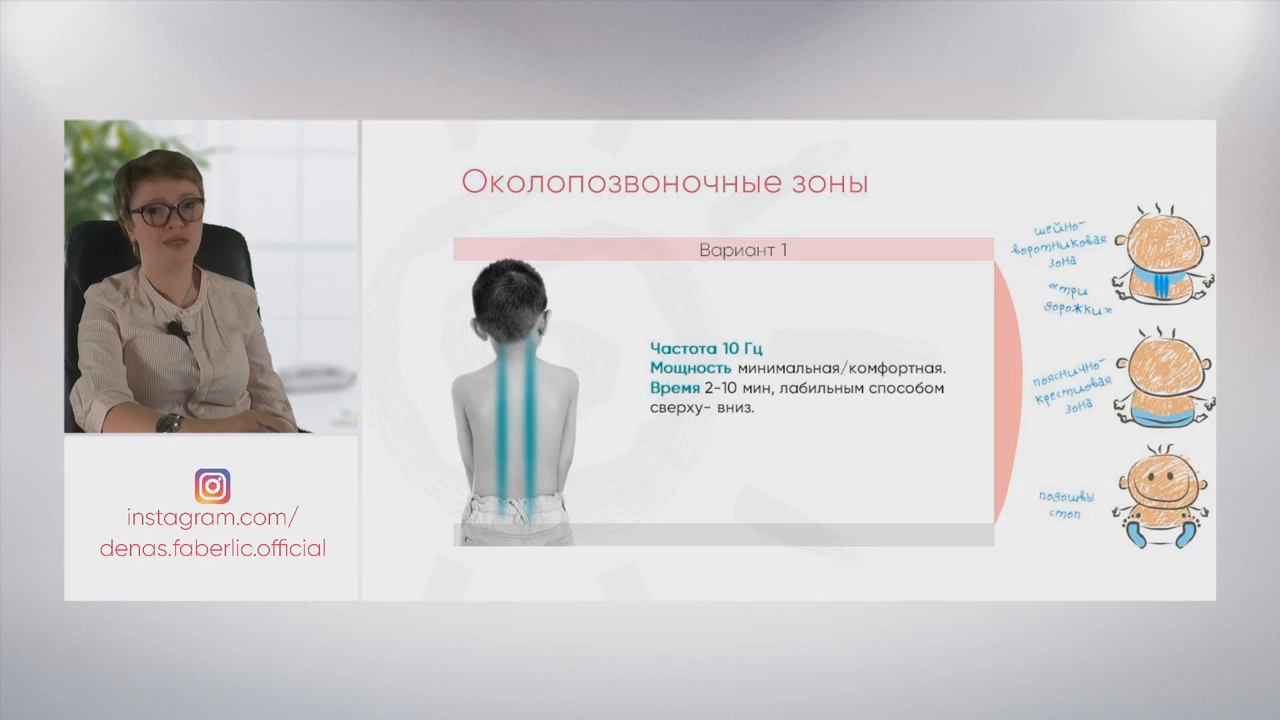 Околопозвоночные зоны
Вариант 1
Частота 10 Гц
Мощность минимальная/комфортная.
Время 2-10 мин, лабильным способом
сверху- вниз.
шейно-
воротниковая
зона
«три
дорожки»
пояснично-
крестцовая
зона
подошвы
стоп
instagram.com/
denas.faberlic.official